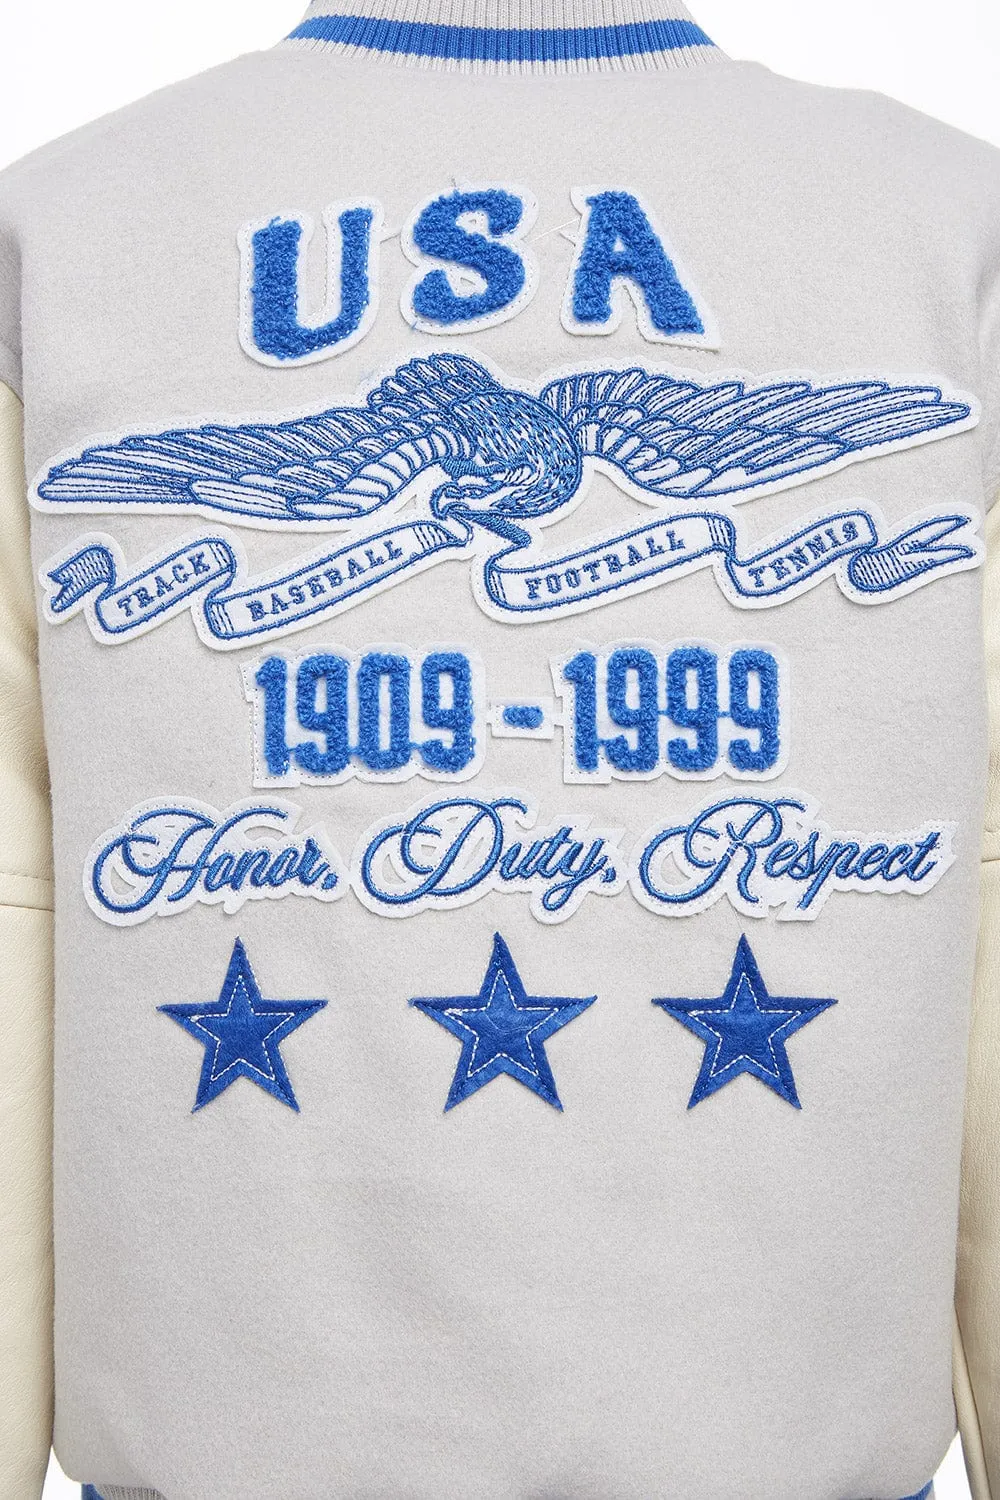 USA
TRACK BASEBALL FOOTBALL TENNIS
1909-1999
Honor, Duty, Respect